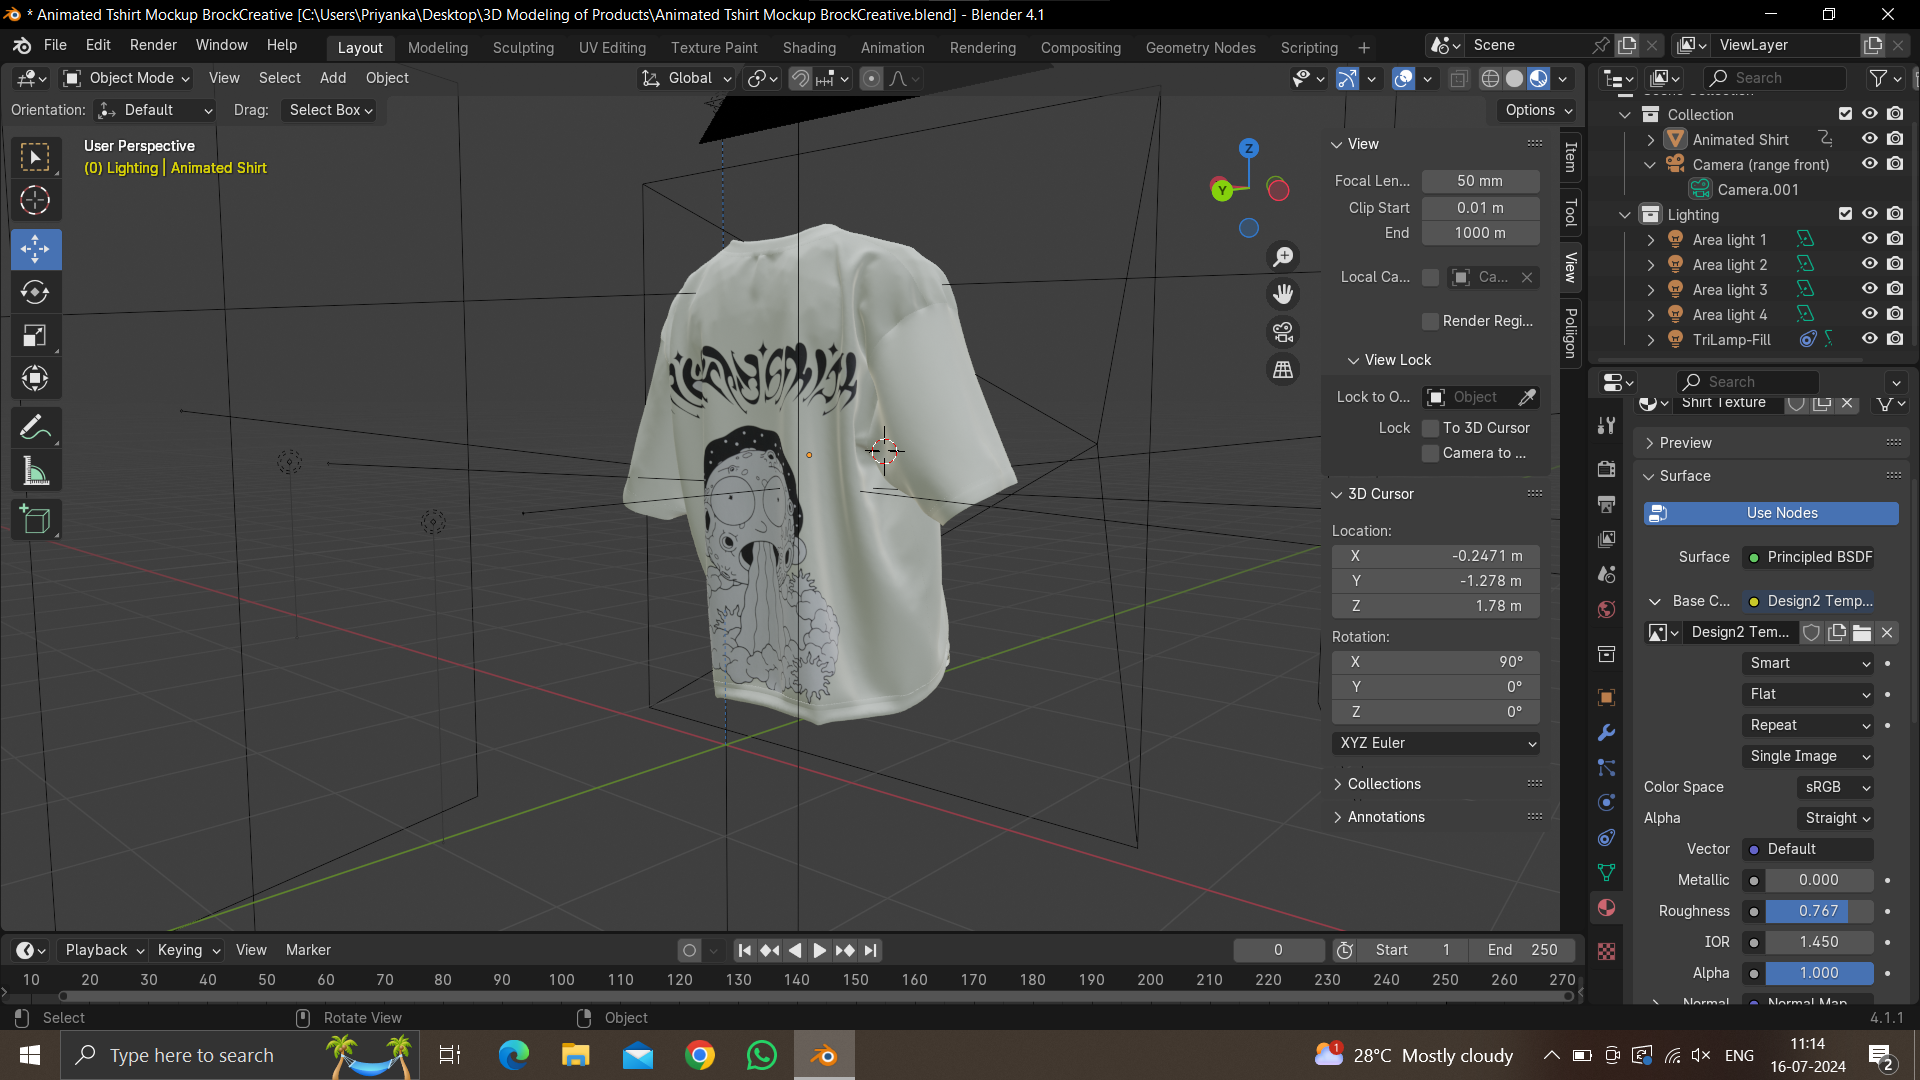 * Animated Tshirt Mockup BrockCreative [C:\Users\Priyanka\Desktop\3D Modeling of Products\Animated Tshirt Mockup BrockCreative.blend] - Blender 4.1
File Edit Render Window Help Layout Modeling Sculpting UV Editing Texture Paint Shading Animation Rendering Compositing Geometry Nodes Scripting + Scene ViewLayer
Object Mode View Select Add Object Global Search
Orientation: Default Drag: Select Box Options
User Perspective
(0) Lighting | Animated Shirt
Z
Y
View
Focal Len... 50 mm
Clip Start 0.01 m
End 1000 m
Local Ca... Ca...
Render Regi...
View Lock
Lock to O... Object
Lock To 3D Cursor
Camera to ...
3D Cursor
Location:
X -0.2471 m
Y -1.278 m
Z 1.78 m
Rotation:
X 90°
Y 0°
Z 0°
XYZ Euler
Collections
Annotations
Item
Tool
View
Poliigon
Collection
Animated Shirt
Camera (range front)
Camera.001
Lighting
Area light 1
Area light 2
Area light 3
Area light 4
TriLamp-Fill
Search
Shirt Texture
Preview
Surface
Use Nodes
Surface Principled BSDF
Base C... Design2 Temp...
Design2 Tem...
Smart
Flat
Repeat
Single Image
Color Space sRGB
Alpha Straight
Vector Default
Metallic 0.000
Roughness 0.767
IOR 1.450
Alpha 1.000
Normal Normal Map
Playback Keying View Marker 0 Start 1 End 250
10 20 30 40 50 60 70 80 90 100 110 120 130 140 150 160 170 180 190 200 210 220 230 240 250 260 270
Select Rotate View Object 4.1.1
Type here to search 1 28°C Mostly cloudy ENG 11:14
16-07-2024 2